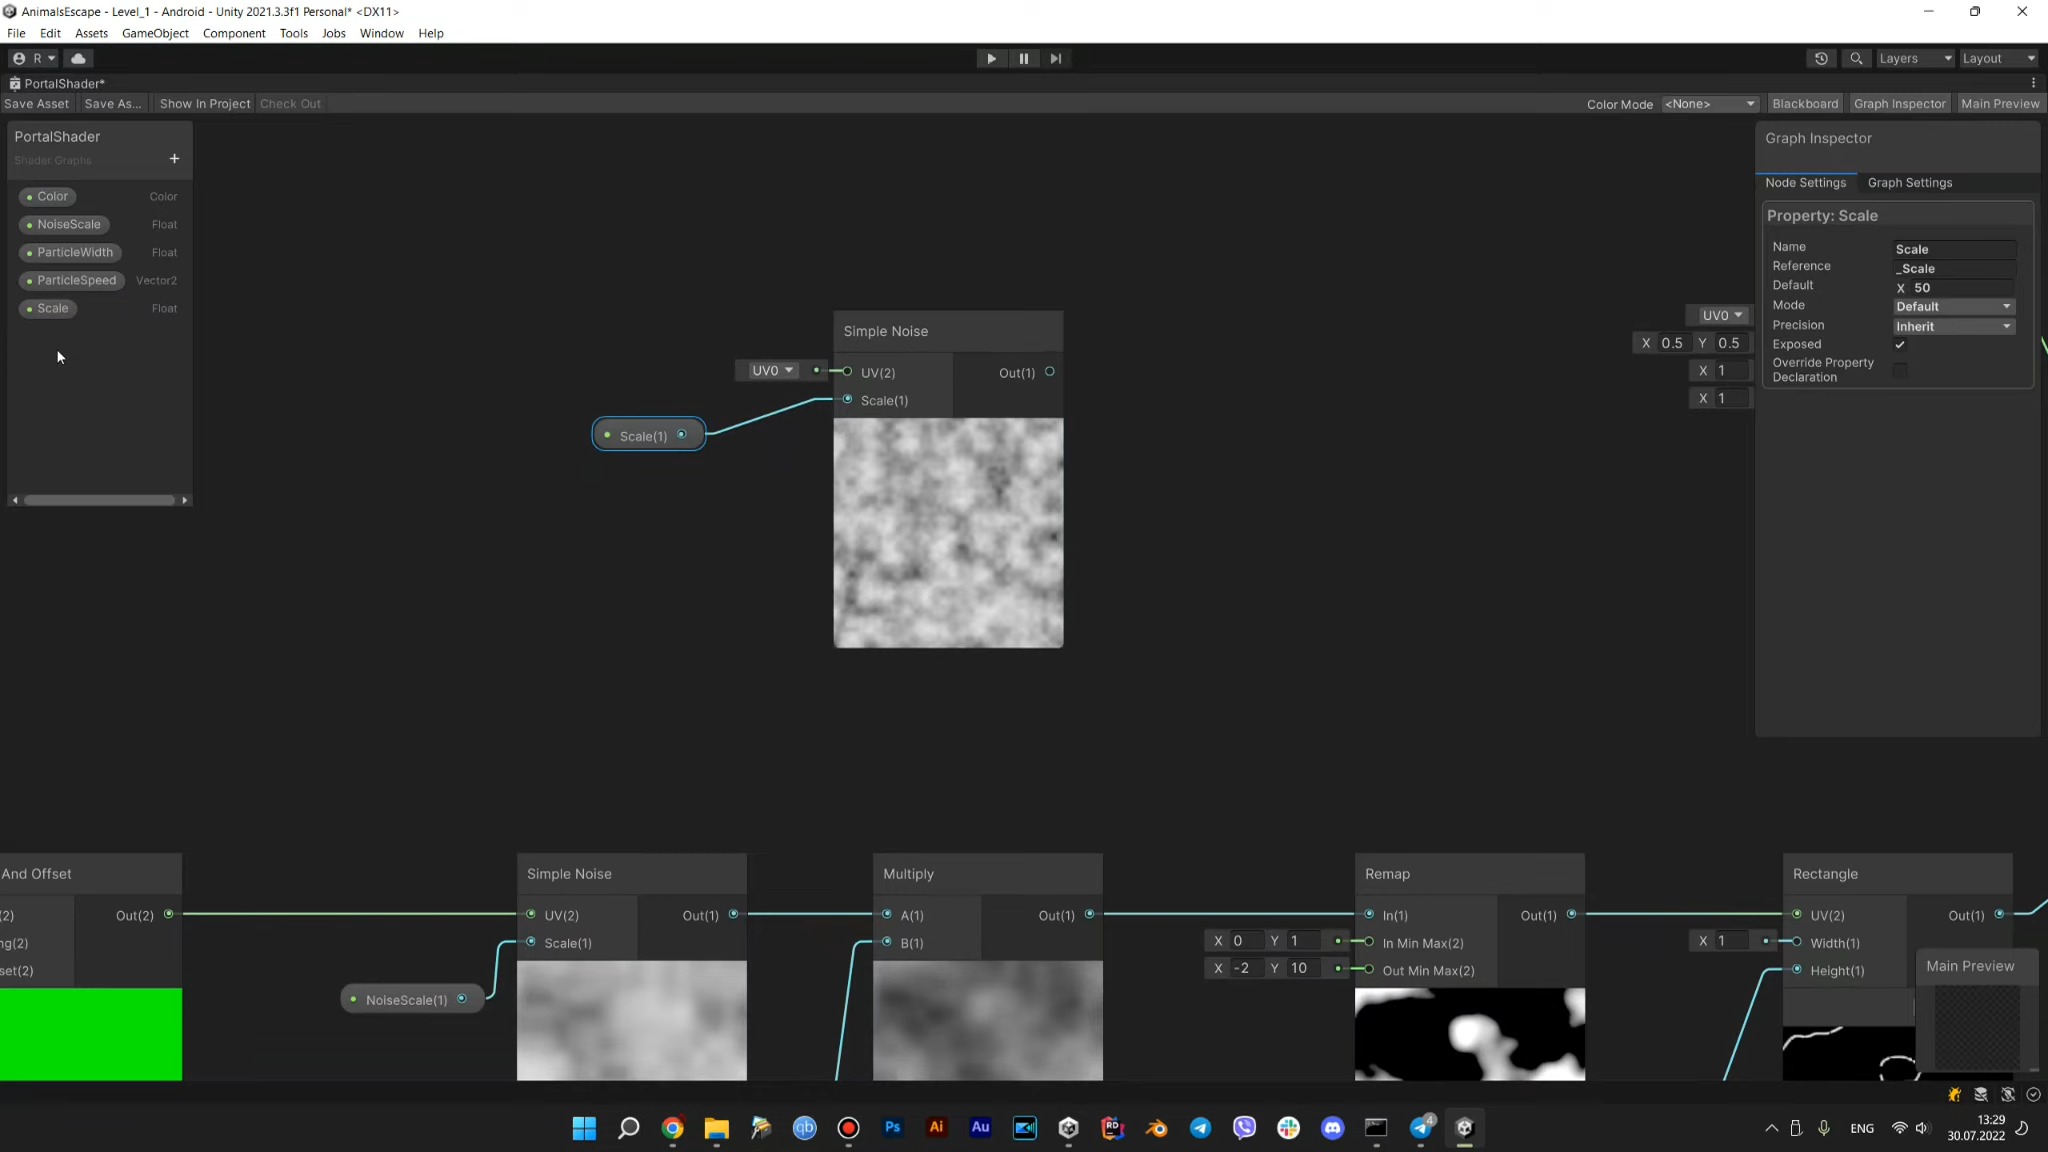 AnimalsEscape - Level_1 - Android - Unity 2021.3.3f1 Personal* <DX11>
File Edit Assets GameObject Component Tools Jobs Window Help
R Layers Layout
PortalShader*
Save Asset Save As... Show In Project Check Out Color Mode <None> Blackboard Graph Inspector Main Preview
PortalShader
Shader Graphs
+
Color Color
NoiseScale Float
ParticleWidth Float
ParticleSpeed Vector2
Scale Float
Simple Noise
UV0 UV(2) Out(1)
Scale(1)
Scale(1)
UV0
X 0.5 Y 0.5
X 1
X 1
Graph Inspector
Node Settings Graph Settings
Property: Scale
Name Scale
Reference _Scale
Default X 50
Mode Default
Precision Inherit
Exposed
Override Property
Declaration
And Offset
(2) Out(2)
ng(2)
set(2)
NoiseScale(1)
Simple Noise
UV(2) Out(1)
Scale(1)
Multiply
A(1) Out(1)
B(1)
Remap
In(1) Out(1)
X 0 Y 1 In Min Max(2)
X -2 Y 10 Out Min Max(2)
Rectangle
UV(2) Out(1)
X 1 Width(1)
Height(1)
Main Preview
qb Ps Ai Au RD 4
ENG
13:29
30.07.2022